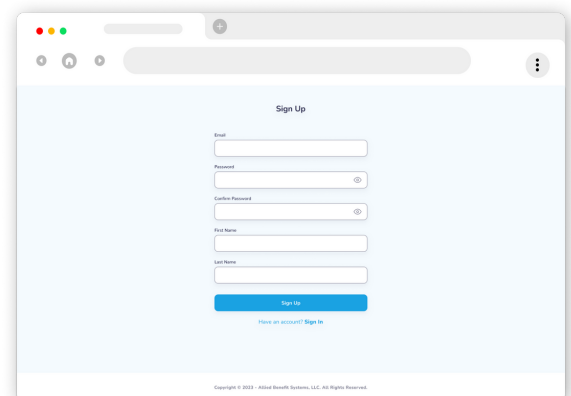 Sign Up
Email
Password
Confirm Password
First Name
Last Name
Sign Up
Have an account? Sign In
Copyright © 2023 - Allied Benefit Systems, LLC. All Rights Reserved.